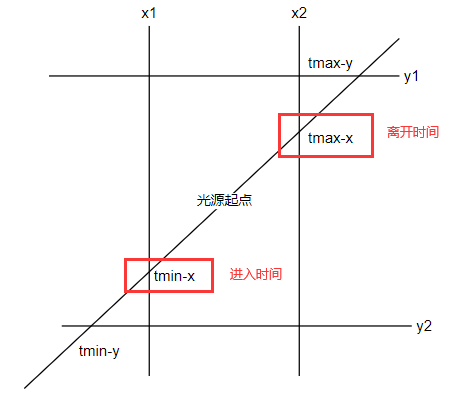 x1
x2
tmax-y
y1
tmax-x
离开时间
光源起点
tmin-x
进入时间
y2
tmin-y